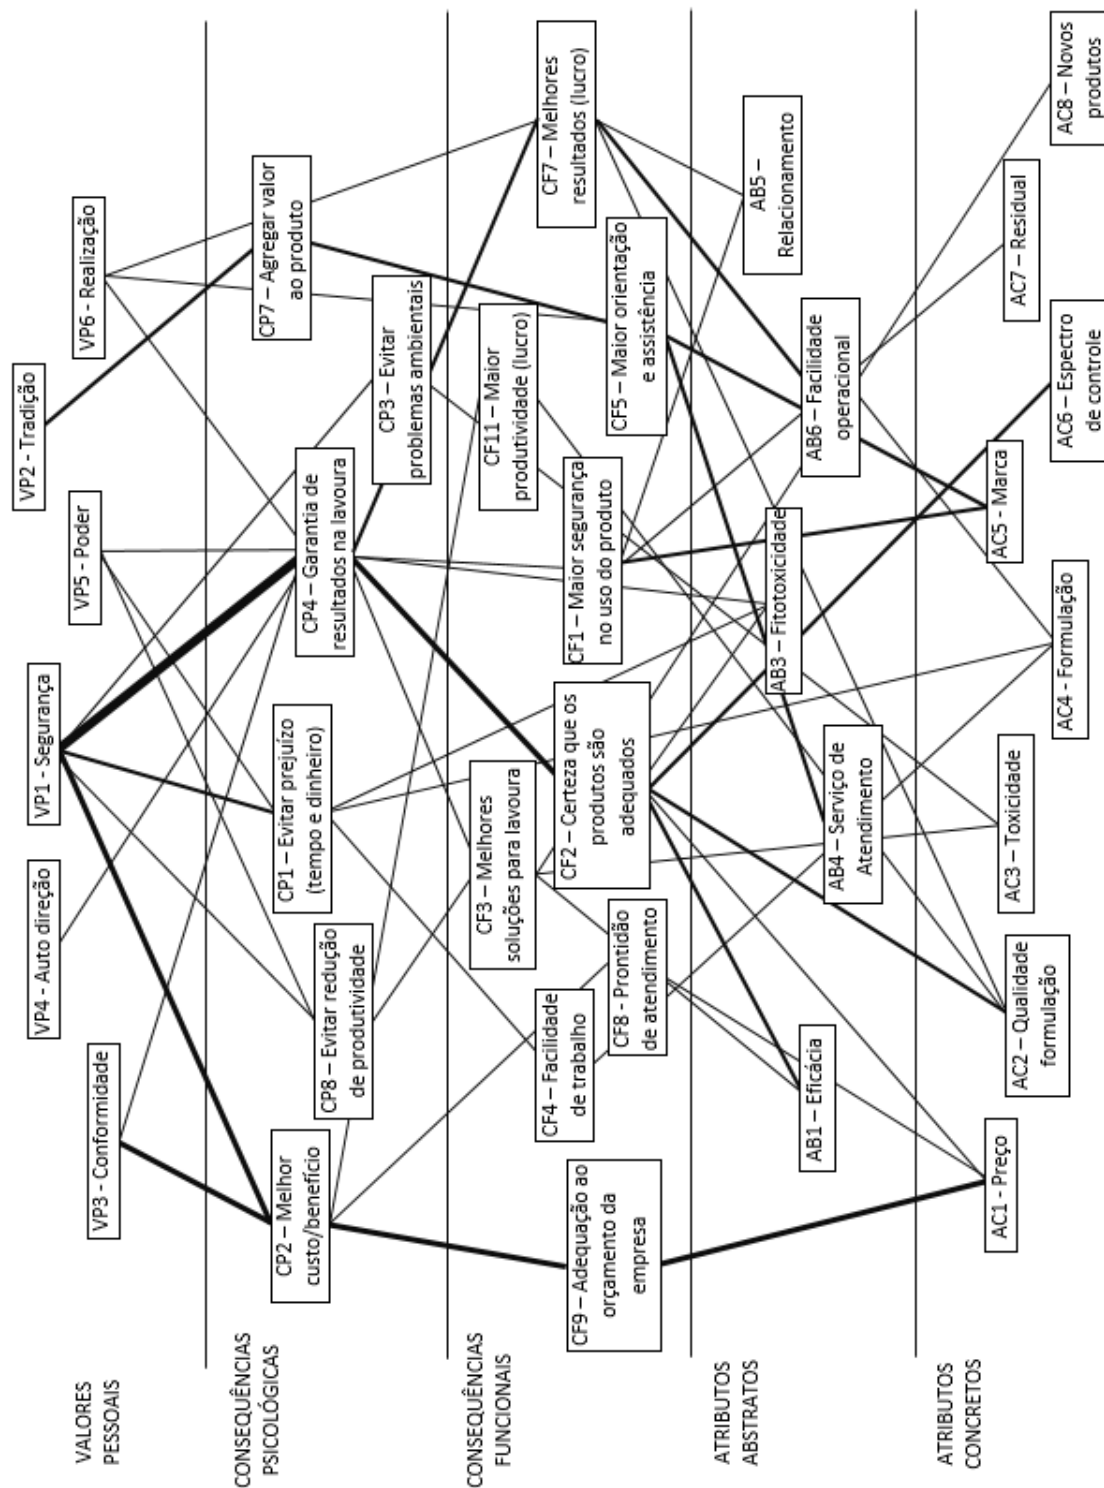 VALORES
PESSOAIS
VP3 - Conformidade
VP4 - Auto direção
VP1 - Segurança
VP5 - Poder
VP2 - Tradição
VP6 - Realização
CONSEQUÊNCIAS
PSICOLÓGICAS
CP2 – Melhor
custo/benefício
CP8 – Evitar redução
de produtividade
CP1 – Evitar prejuízo
(tempo e dinheiro)
CP4 – Garantia de
resultados na lavoura
CP3 – Evitar
problemas ambientais
CP7 – Agregar valor
ao produto
CONSEQUÊNCIAS
FUNCIONAIS
CF9 – Adequação ao
orçamento da
empresa
CF4 – Facilidade
de trabalho
CF8 - Prontidão
de atendimento
CF3 – Melhores
soluções para lavoura
CF2 – Certeza que os
produtos são
adequados
CF1 – Maior segurança
no uso do produto
CF11 – Maior
produtividade (lucro)
CF5 – Maior orientação
e assistência
CF7 – Melhores
resultados (lucro)
ATRIBUTOS
ABSTRATOS
AB1 – Eficácia
AB4 – Serviço de
Atendimento
AB3 – Fitotoxicidade
AB6 – Facilidade
operacional
AB5 –
Relacionamento
ATRIBUTOS
CONCRETOS
AC1 - Preço
AC2 - Qualidade
formulação
AC3 – Toxicidade
AC4 - Formulação
AC5 - Marca
AC6 – Espectro
de controle
AC7 – Residual
AC8 – Novos
produtos